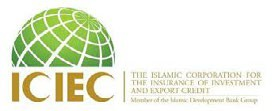 ICIEC
THE ISLAMIC CORPORATION FOR
THE INSURANCE OF INVESTMENT
AND EXPORT CREDIT
Member of the Islamic Development Bank Group